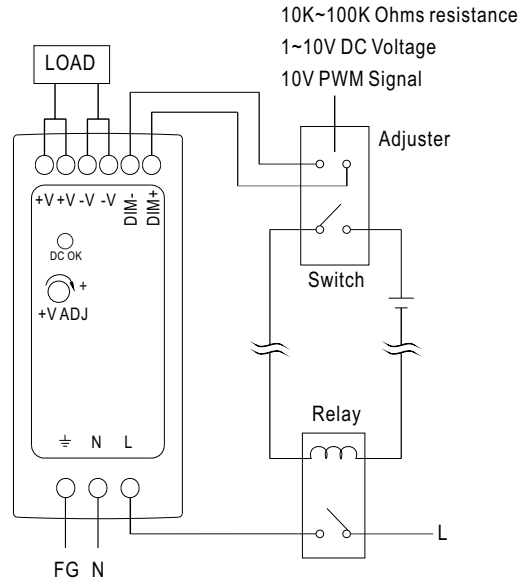 10K~100K Ohms resistance
1~10V DC Voltage
10V PWM Signal
LOAD
Adjuster
+V +V -V -V DIM- DIM+
DC OK
+
+V ADJ
Switch
Relay
N L
L
FG N